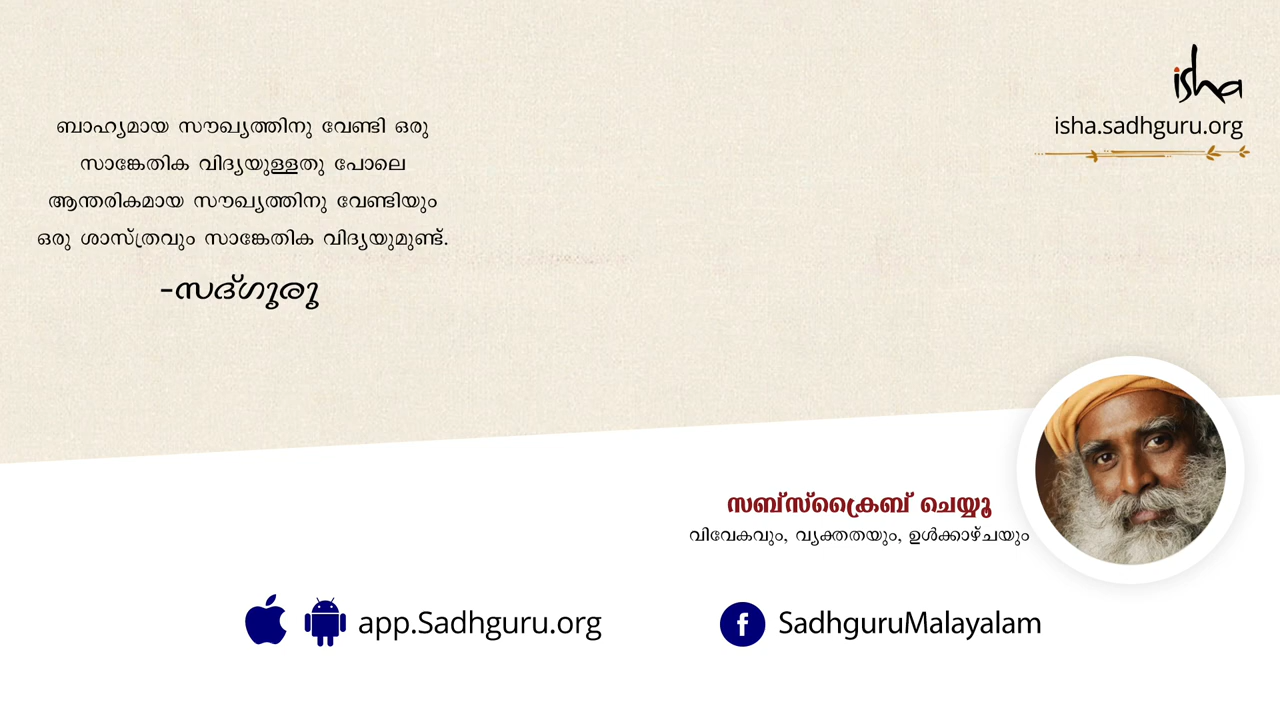 ബാഹ്യമായ സൗഖ്യത്തിനു വേണ്ടി ഒരു
സാങ്കേതിക വിദ്യയുള്ളതു പോലെ
ആന്തരികമായ സൗഖ്യത്തിനു വേണ്ടിയും
ഒരു ശാസ്ത്രവും സാങ്കേതിക വിദ്യയുമുണ്ട്.
-സദ്ഗുരു
isha
isha.sadhguru.org
സബ്സ്ക്രൈബ് ചെയ്യൂ
വിവേകവും, വ്യക്തതയും, ഉൾക്കാഴ്ചയും
app.Sadhguru.org
SadhguruMalayalam